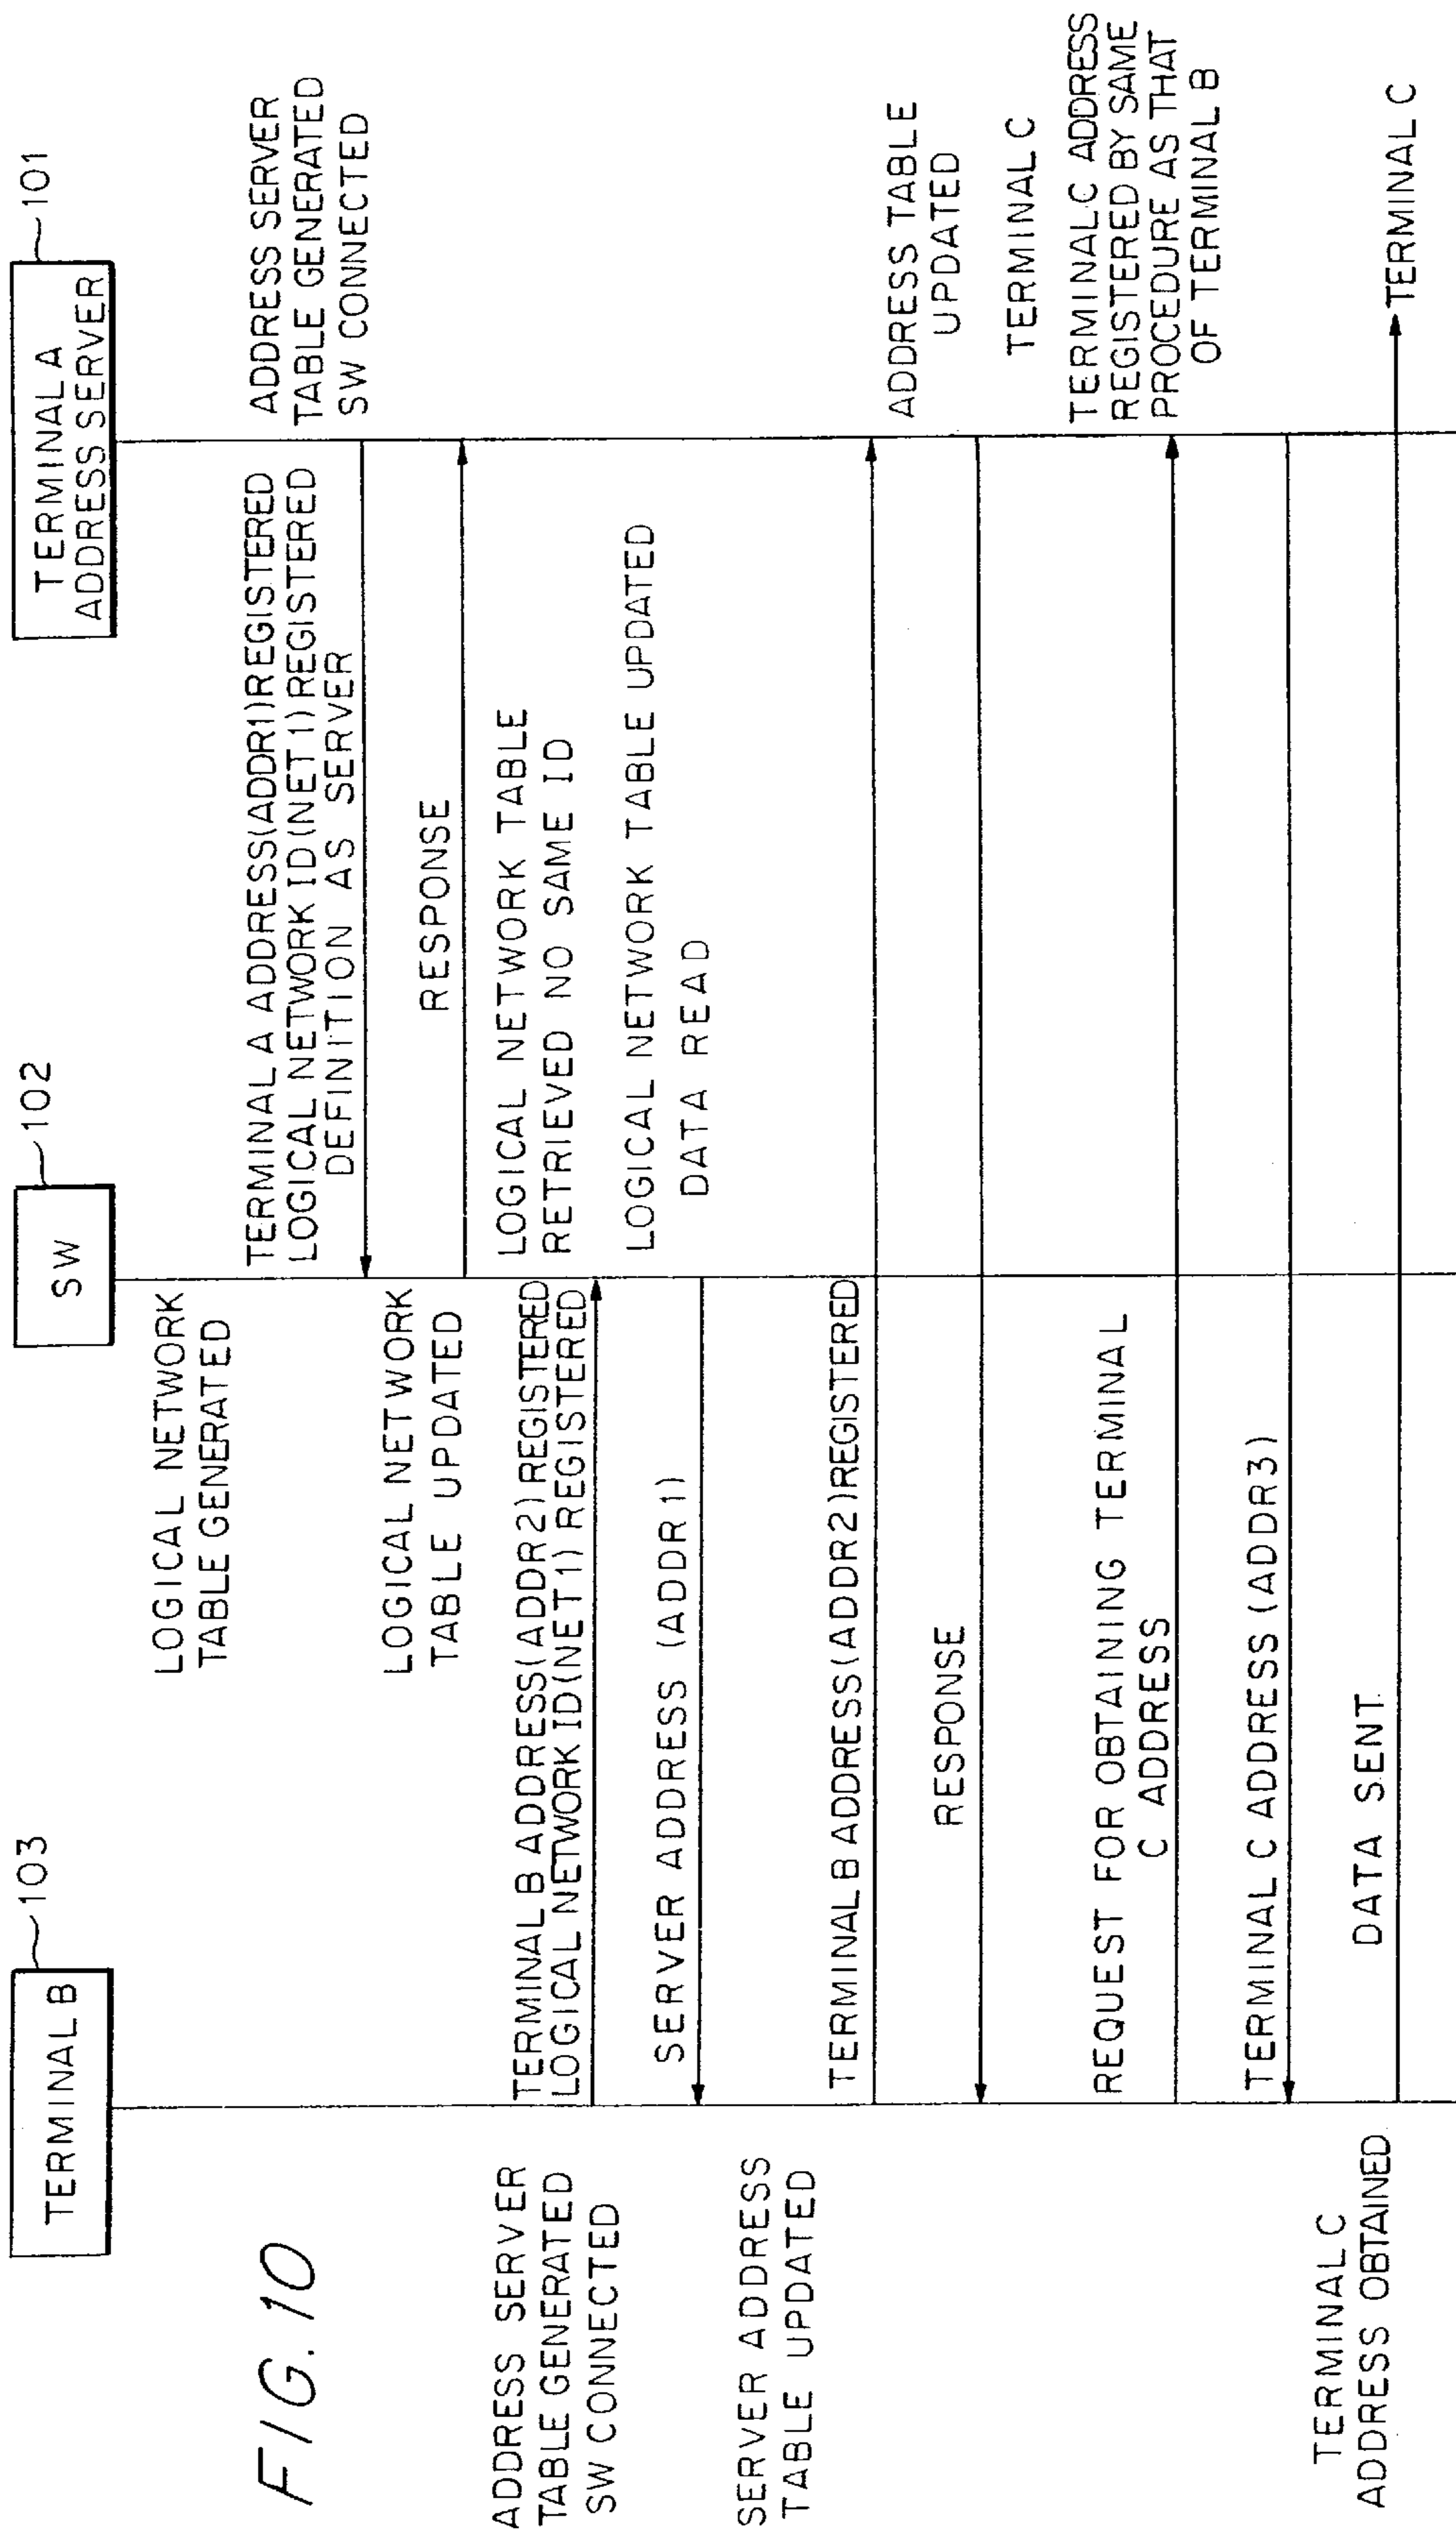 FIG. 10
TERMINAL B
103
SW
102
TERMINAL A
ADDRESS SERVER
101
LOGICAL NETWORK
TABLE GENERATED
ADDRESS SERVER
TABLE GENERATED
SW CONNECTED
TERMINAL A ADDRESS(ADDR1)REGISTERED
LOGICAL NETWORK ID(NET1)REGISTERED
DEFINITION AS SERVER
LOGICAL NETWORK
TABLE UPDATED
RESPONSE
ADDRESS SERVER
TABLE GENERATED
SW CONNECTED
TERMINAL B ADDRESS(ADDR2)REGISTERED
LOGICAL NETWORK ID(NET1) REGISTERED
LOGICAL NETWORK TABLE
RETRIEVED NO SAME ID
LOGICAL NETWORK TABLE UPDATED
DATA READ
SERVER ADDRESS (ADDR1)
SERVER ADDRESS
TABLE UPDATED
TERMINAL B ADDRESS(ADDR2)REGISTERED
ADDRESS TABLE
UPDATED
RESPONSE
TERMINAL C
TERMINAL C ADDRESS
REGISTERED BY SAME
PROCEDURE AS THAT
OF TERMINAL B
REQUEST FOR OBTAINING TERMINAL
C ADDRESS
TERMINAL C ADDRESS (ADDR3)
TERMINAL C
ADDRESS OBTAINED
DATA SENT
TERMINAL C